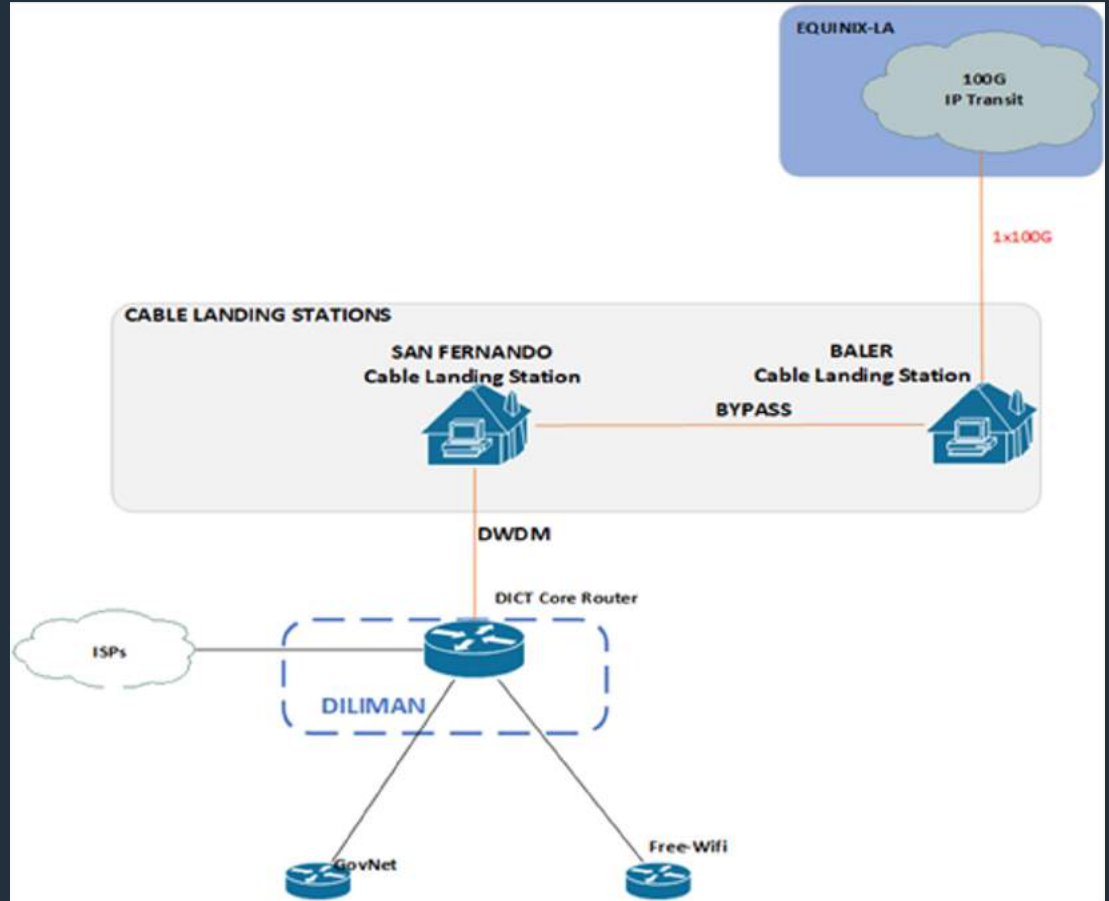 EQUINIX-LA
100G
IP Transit
1x100G
CABLE LANDING STATIONS
SAN FERNANDO
Cable Landing Station
BALER
Cable Landing Station
BYPASS
DWDM
DICT Core Router
ISPs
DILIMAN
GovNet
Free-Wifi